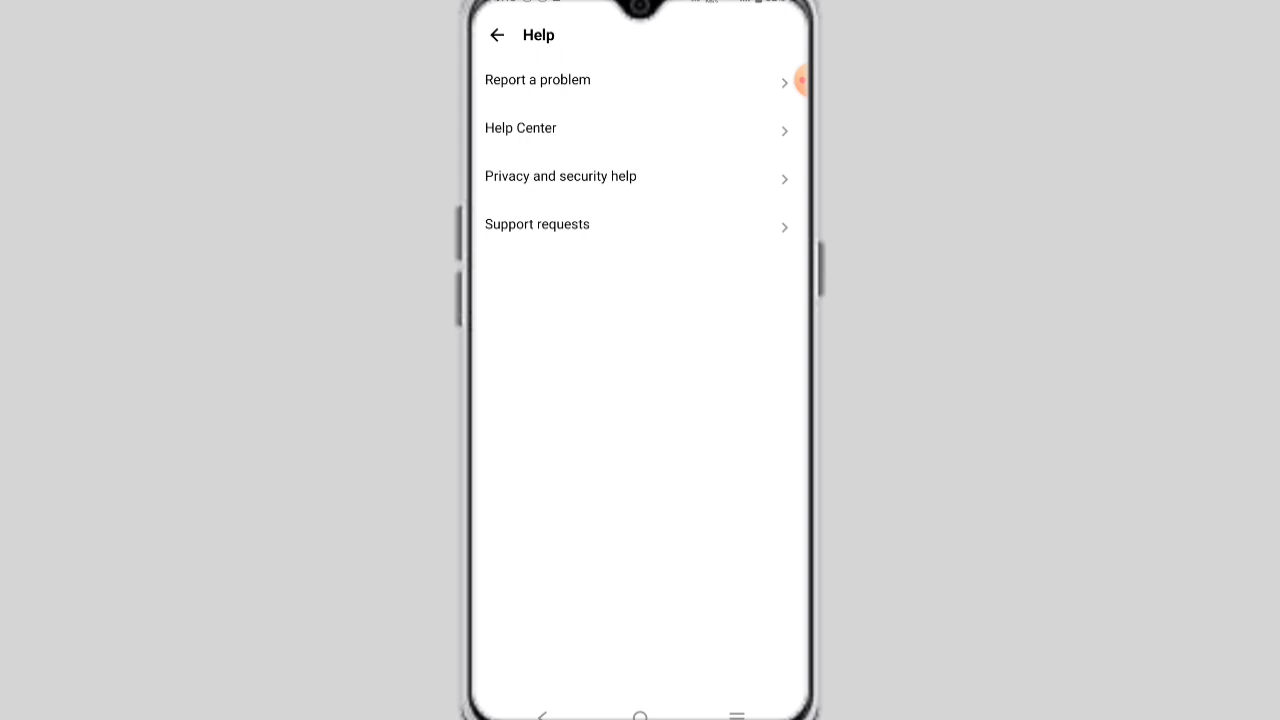 Help
Report a problem
Help Center
Privacy and security help
Support requests